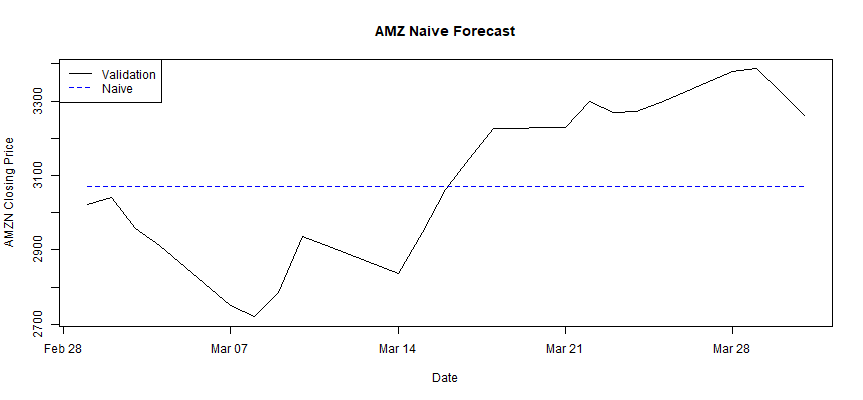 AMZ Naive Forecast
Validation
Naive
AMZN Closing Price
3300
3100
2900
2700
Feb 28 Mar 07 Mar 14 Mar 21 Mar 28
Date